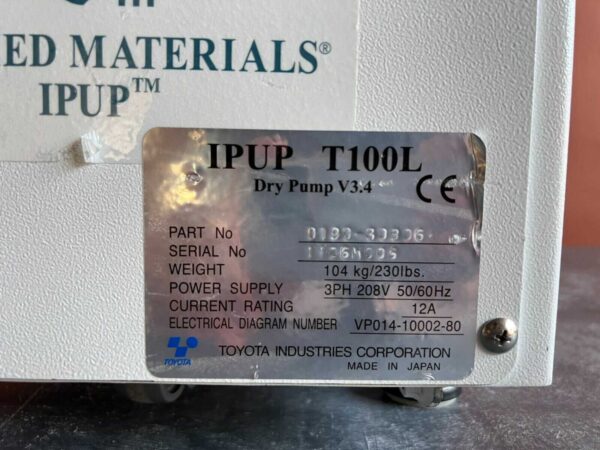 ED MATERIALS®
IPUP™
IPUP T100L
Dry Pump V3.4
CE
PART No
SERIAL No
WEIGHT 104 kg/230lbs.
POWER SUPPLY 3PH 208V 50/60Hz
CURRENT RATING 12A
ELECTRICAL DIAGRAM NUMBER VP014-10002-80
TOYOTA TOYOTA INDUSTRIES CORPORATION
MADE IN JAPAN